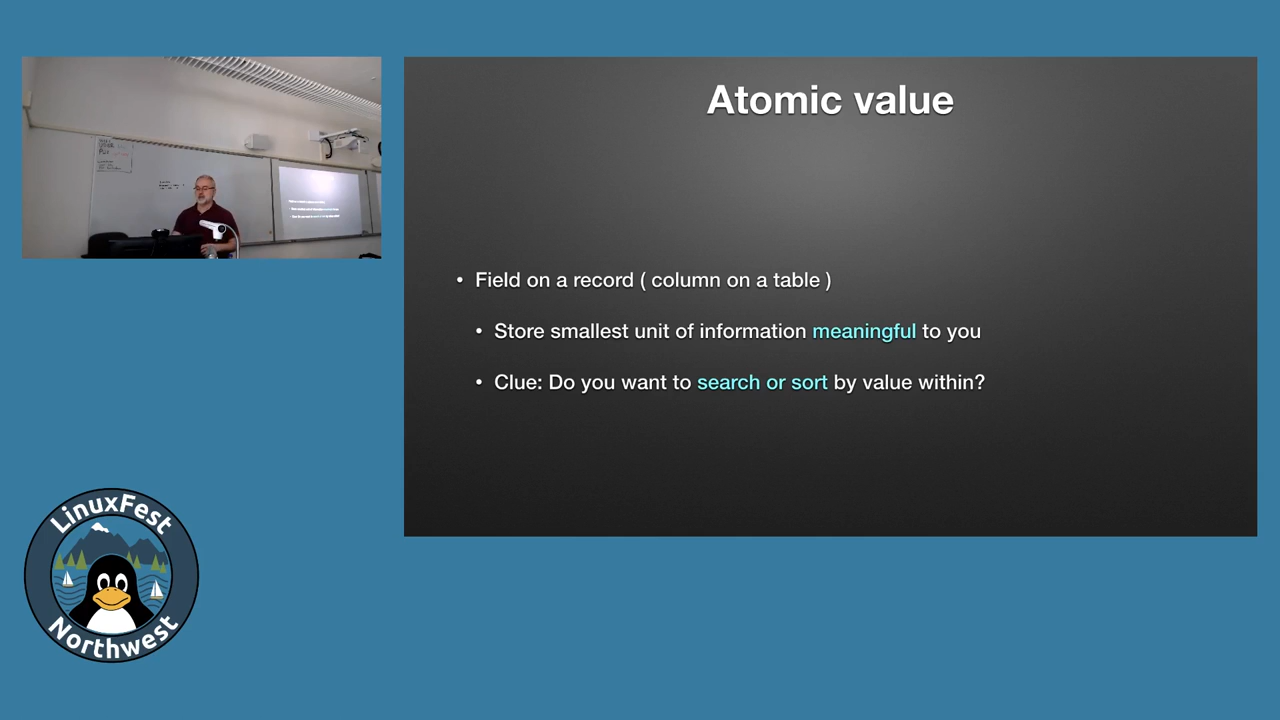 Atomic value
• Field on a record ( column on a table )
• Store smallest unit of information meaningful to you
• Clue: Do you want to search or sort by value within?
LinuxFest
Northwest